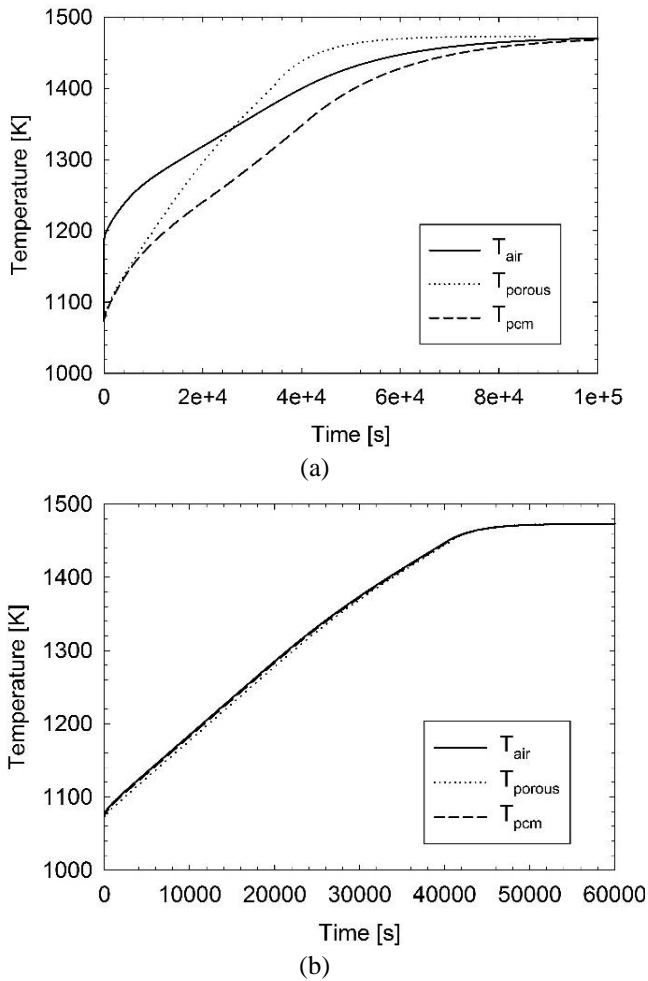 1500
1400
1300
1200
1100
1000
Temperature [K]
T_air
T_porous
T_pcm
0 2e+4 4e+4 6e+4 8e+4 1e+5
Time [s]
(a)
1500
1400
1300
1200
1100
1000
Temperature [K]
T_air
T_porous
T_pcm
0 10000 20000 30000 40000 50000 60000
Time [s]
(b)